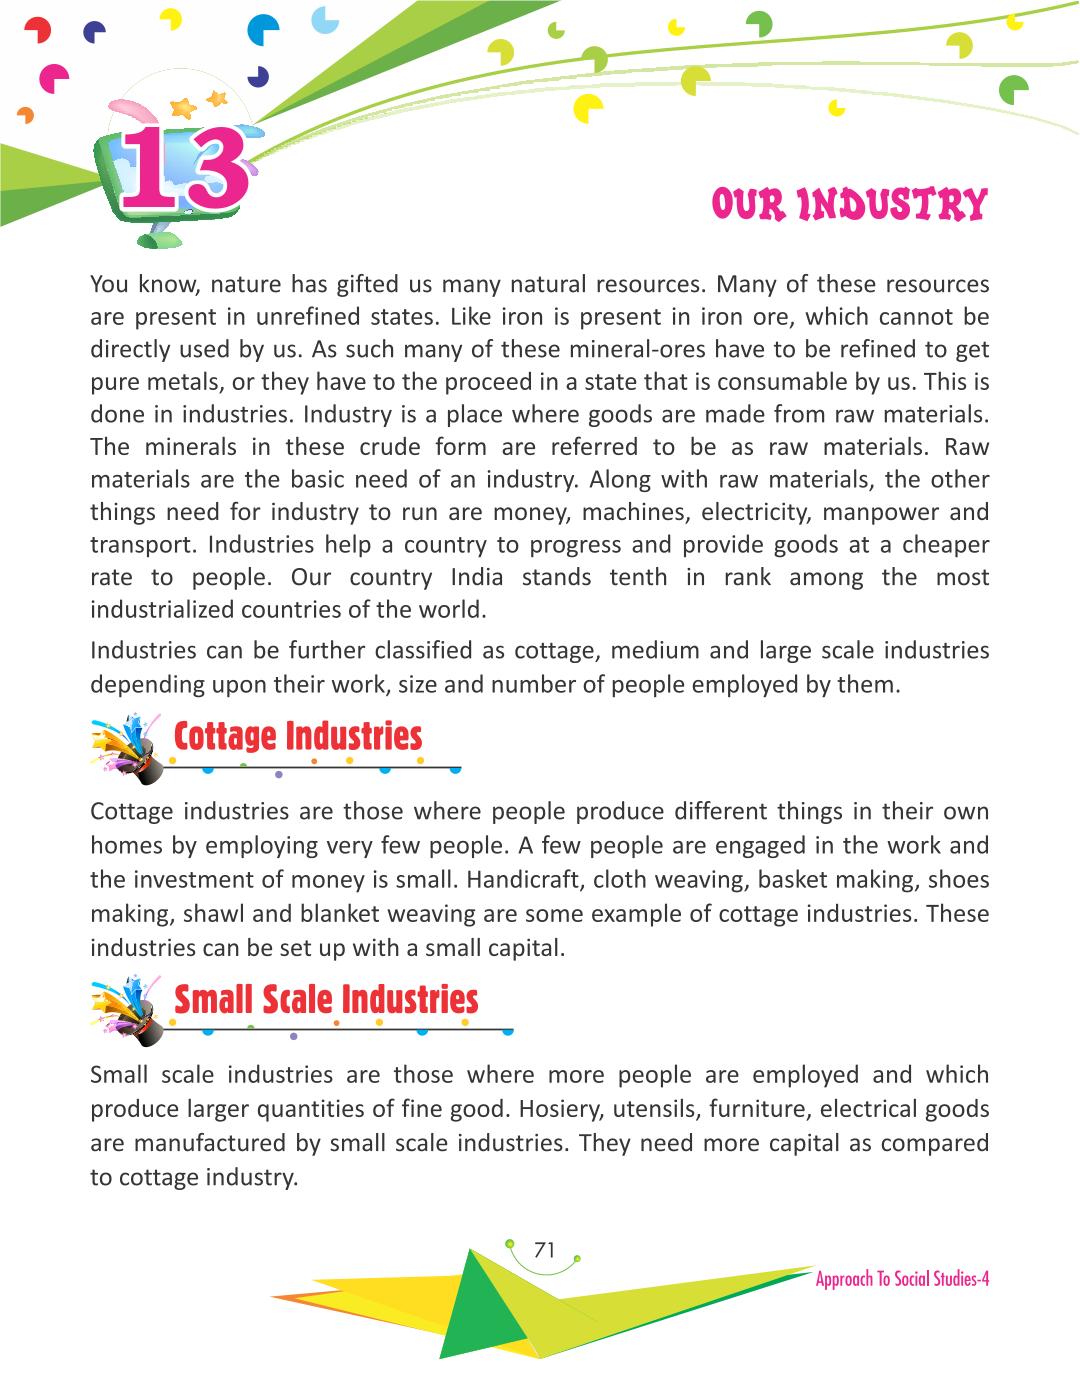 13
OUR INDUSTRY
You know, nature has gifted us many natural resources. Many of these resources
are present in unrefined states. Like iron is present in iron ore, which cannot be
directly used by us. As such many of these mineral-ores have to be refined to get
pure metals, or they have to the proceed in a state that is consumable by us. This is
done in industries. Industry is a place where goods are made from raw materials.
The minerals in these crude form are referred to be as raw materials. Raw
materials are the basic need of an industry. Along with raw materials, the other
things need for industry to run are money, machines, electricity, manpower and
transport. Industries help a country to progress and provide goods at a cheaper
rate to people. Our country India stands tenth in rank among the most
industrialized countries of the world.
Industries can be further classified as cottage, medium and large scale industries
depending upon their work, size and number of people employed by them.
Cottage Industries
Cottage industries are those where people produce different things in their own
homes by employing very few people. A few people are engaged in the work and
the investment of money is small. Handicraft, cloth weaving, basket making, shoes
making, shawl and blanket weaving are some example of cottage industries. These
industries can be set up with a small capital.
Small Scale Industries
Small scale industries are those where more people are employed and which
produce larger quantities of fine good. Hosiery, utensils, furniture, electrical goods
are manufactured by small scale industries. They need more capital as compared
to cottage industry.
71
Approach To Social Studies-4